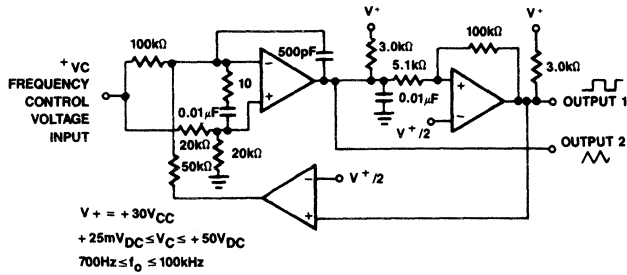 V+
V+
100kΩ
500pF
3.0kΩ
100kΩ
3.0kΩ
5.1kΩ
+VC
FREQUENCY
CONTROL
VOLTAGE
INPUT
−
+
10
0.01µF
0.01µF
+
−
V+/2
OUTPUT 1
20kΩ
20kΩ
50kΩ
OUTPUT 2
−
V+/2
+
V+ = +30VCC
+25mVDC ≤ VC ≤ +50VDC
700Hz ≤ fo ≤ 100kHz